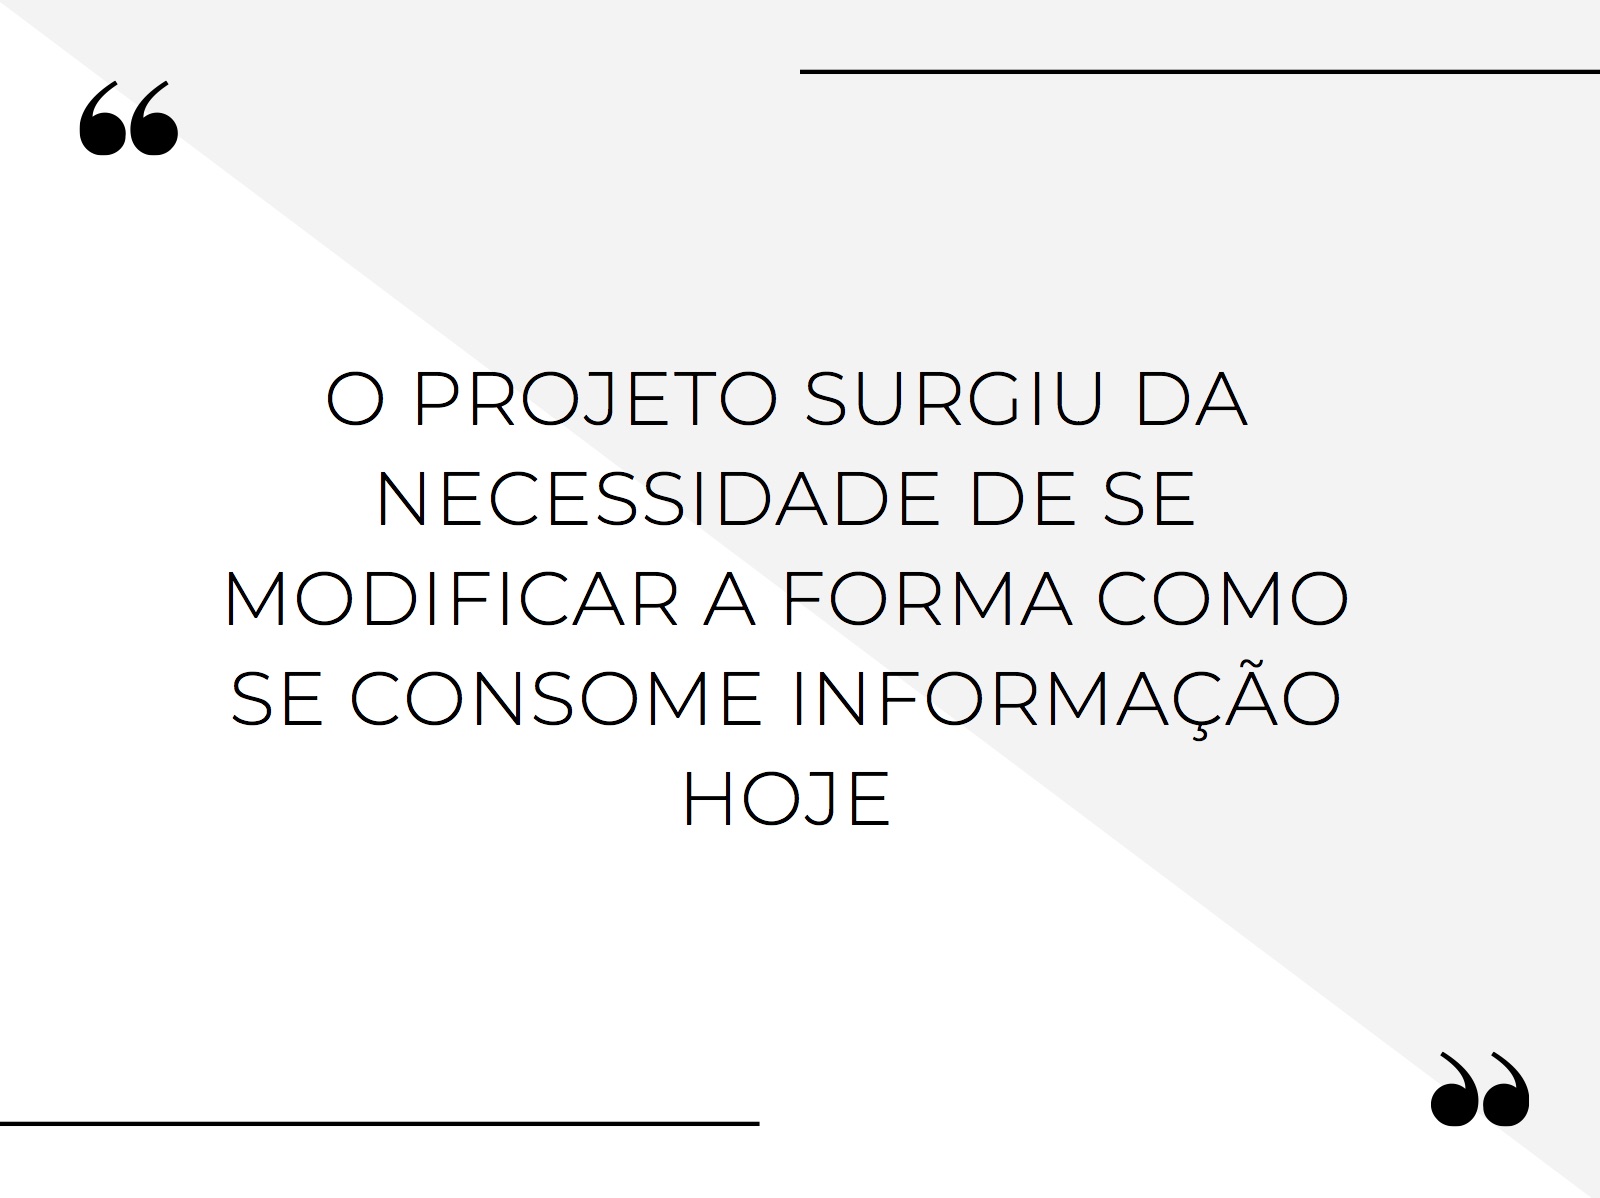 “
O PROJETO SURGIU DA
NECESSIDADE DE SE
MODIFICAR A FORMA COMO
SE CONSOME INFORMAÇÃO
HOJE
”